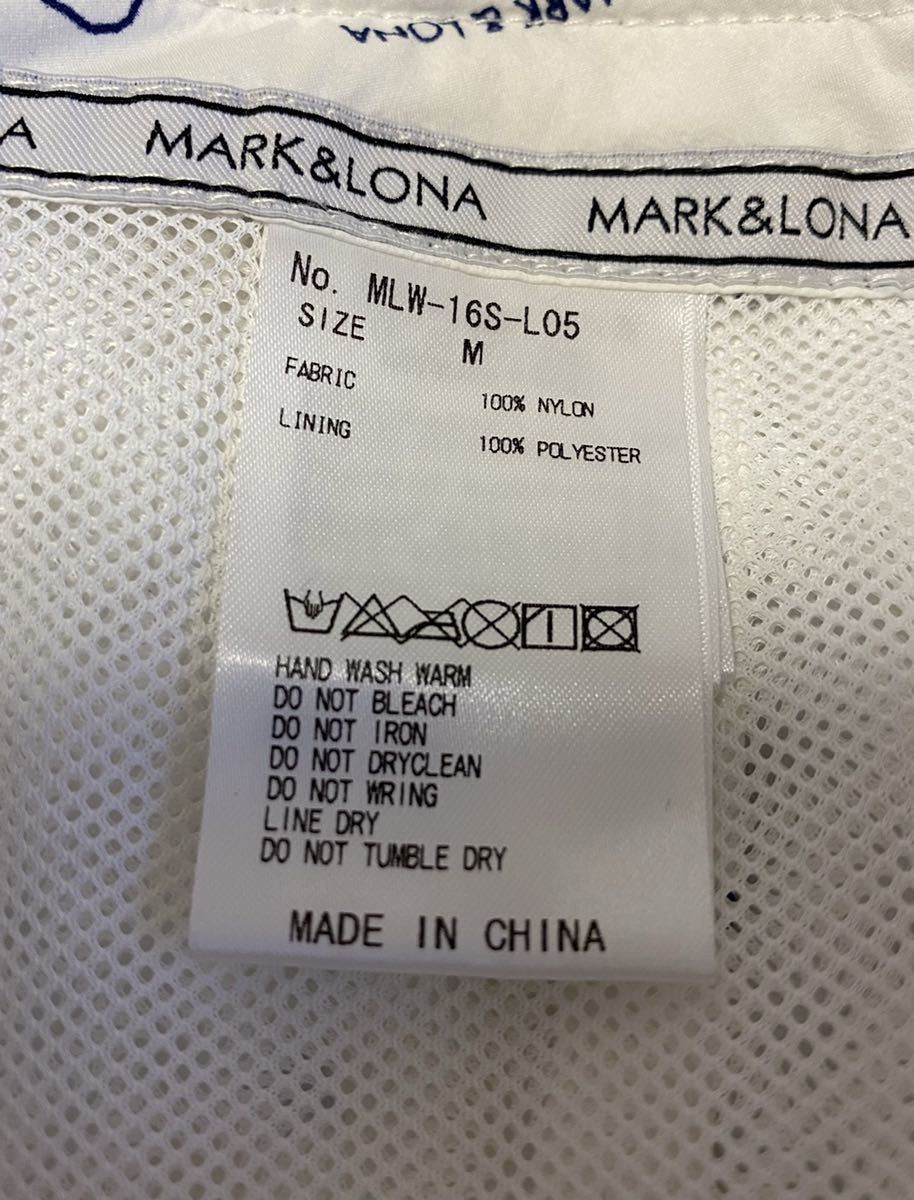 MARK & LONA
A MARK&LONA MARK&LONA
No. MLW-16S-L05
SIZE M
FABRIC 100% NYLON
LINING 100% POLYESTER
HAND WASH WARM
DO NOT BLEACH
DO NOT IRON
DO NOT DRYCLEAN
DO NOT WRING
LINE DRY
DO NOT TUMBLE DRY
MADE IN CHINA